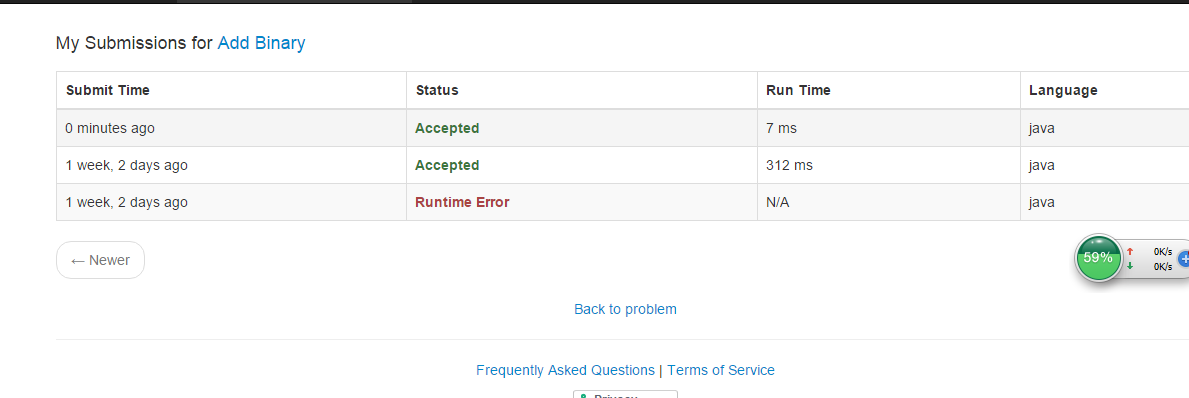 My Submissions for Add Binary
Submit Time Status Run Time Language
0 minutes ago Accepted 7 ms java
1 week, 2 days ago Accepted 312 ms java
1 week, 2 days ago Runtime Error N/A java
← Newer
59% ↑ 0K/s
↓ 0K/s
Back to problem
Frequently Asked Questions | Terms of Service
Privacy